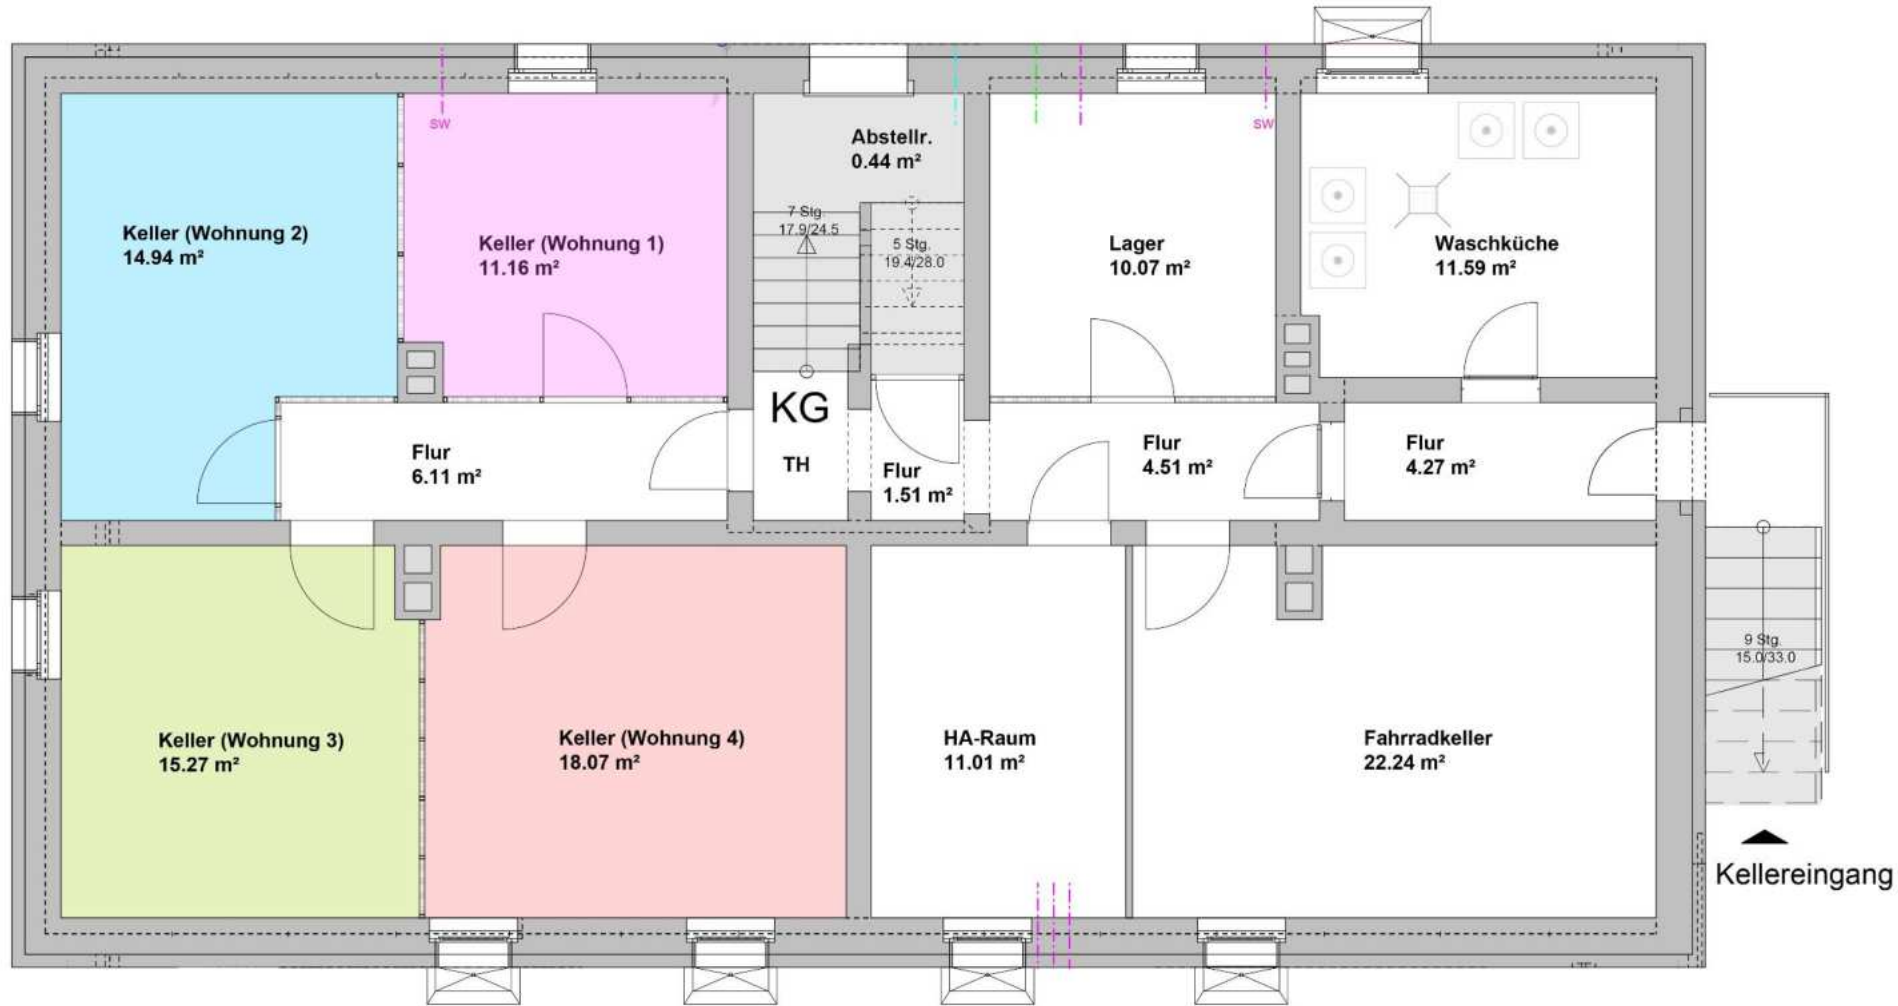 SW
SW
Abstellr.
0.44 m²
Keller (Wohnung 2)
14.94 m²
Keller (Wohnung 1)
11.16 m²
7 Stg.
17.9/24.5
5 Stg.
19.4/28.0
Lager
10.07 m²
Waschküche
11.59 m²
KG
TH
Flur
6.11 m²
Flur
1.51 m²
Flur
4.51 m²
Flur
4.27 m²
9 Stg.
15.0/33.0
Keller (Wohnung 3)
15.27 m²
Keller (Wohnung 4)
18.07 m²
HA-Raum
11.01 m²
Fahrradkeller
22.24 m²
Kellereingang